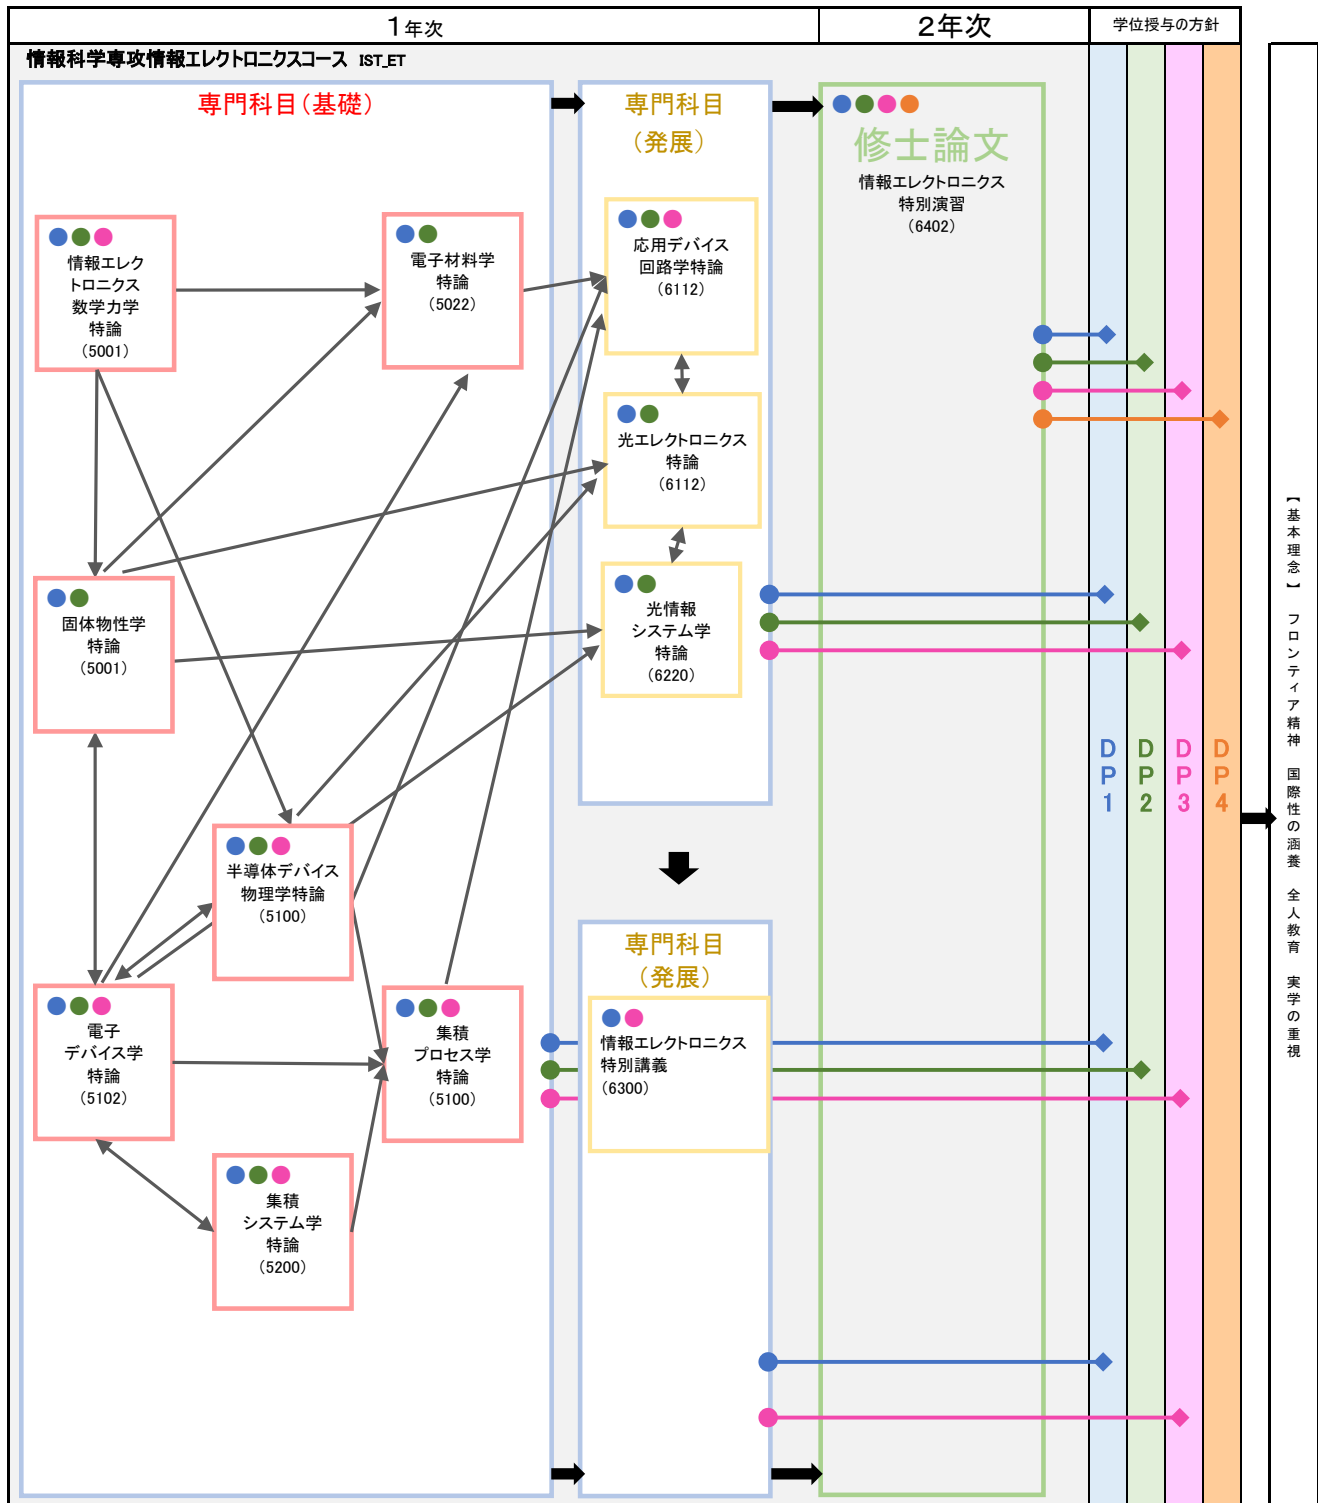 1年次
2年次
学位授与の方針
情報科学専攻情報エレクトロニクスコース IST_ET
専門科目(基礎)
専門科目
(発展)
修士論文
情報エレクトロニクス
特別演習
(6402)
情報エレク
トロニクス
数学力学
特論
(5001)
電子材料学
特論
(5022)
応用デバイス
回路学特論
(6112)
光エレクトロニクス
特論
(6112)
固体物性学
特論
(5001)
光情報
システム学
特論
(6220)
半導体デバイス
物理学特論
(5100)
専門科目
(発展)
電子
デバイス学
特論
(5102)
集積
プロセス学
特論
(5100)
情報エレクトロニクス
特別講義
(6300)
集積
システム学
特論
(5200)
DP1
DP2
DP3
DP4
【基本理念】 フロンティア精神 国際性の涵養 全人教育 実学の重視